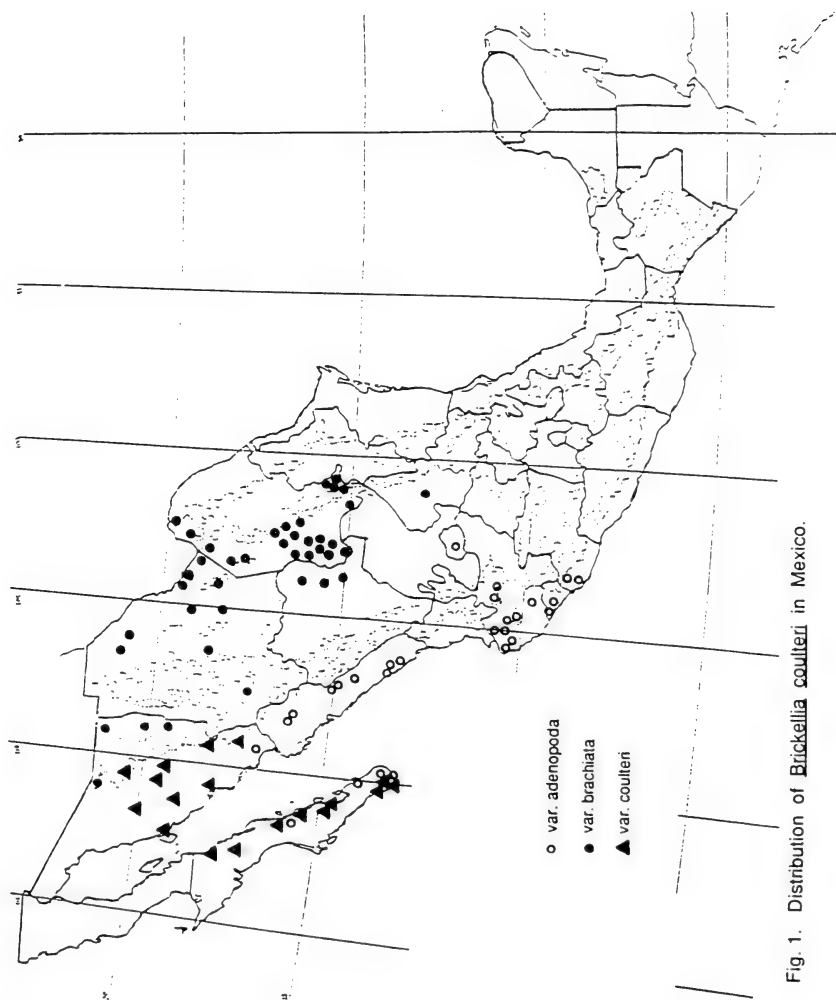 var. adenopoda
var. brachiata
var. coulteri
Fig. 1. Distribution of Brickellia coulteri in Mexico.